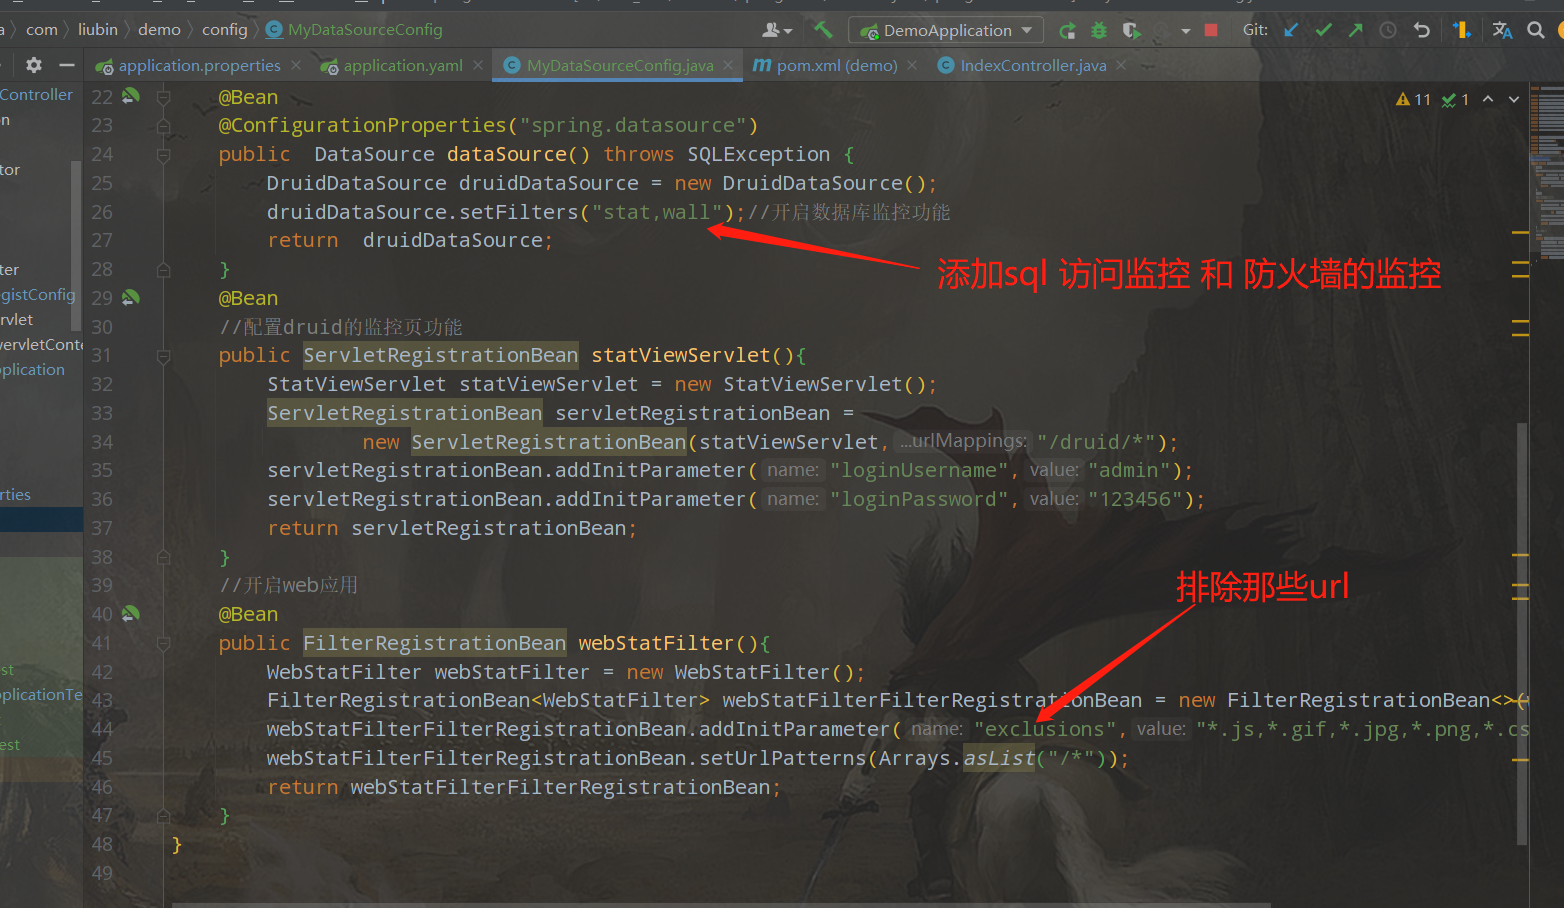 com liubin demo config MyDataSourceConfig
DemoApplication
Git:
application.properties
application.yaml
MyDataSourceConfig.java
pom.xml (demo)
IndexController.java
11 1
Controller
egistConfig
ervlet
ervletConte
pplication
erties
pplicationTe
22 @Bean
23 @ConfigurationProperties("spring.datasource")
24 public DataSource dataSource() throws SQLException {
25 DruidDataSource druidDataSource = new DruidDataSource();
26 druidDataSource.setFilters("stat,wall");//开启数据库监控功能
27 return druidDataSource;
添加sql 访问监控 和 防火墙的监控
28 }
29 @Bean
30 //配置druid的监控页功能
31 public ServletRegistrationBean statViewServlet(){
32 StatViewServlet statViewServlet = new StatViewServlet();
33 ServletRegistrationBean servletRegistrationBean =
34 new ServletRegistrationBean(statViewServlet, ...urlMappings: "/druid/*");
35 servletRegistrationBean.addInitParameter( name: "loginUsername", value: "admin");
36 servletRegistrationBean.addInitParameter( name: "loginPassword", value: "123456");
37 return servletRegistrationBean;
38 }
39 //开启web应用
排除那些url
40 @Bean
41 public FilterRegistrationBean webStatFilter(){
42 WebStatFilter webStatFilter = new WebStatFilter();
43 FilterRegistrationBean<WebStatFilter> webStatFilterFilterRegistrationBean = new FilterRegistrationBean<>(
44 webStatFilterFilterRegistrationBean.addInitParameter( name: "exclusions", value: "*.js,*.gif,*.jpg,*.png,*.cs
45 webStatFilterFilterRegistrationBean.setUrlPatterns(Arrays.asList("/*"));
46 return webStatFilterFilterRegistrationBean;
47 }
48 }
49